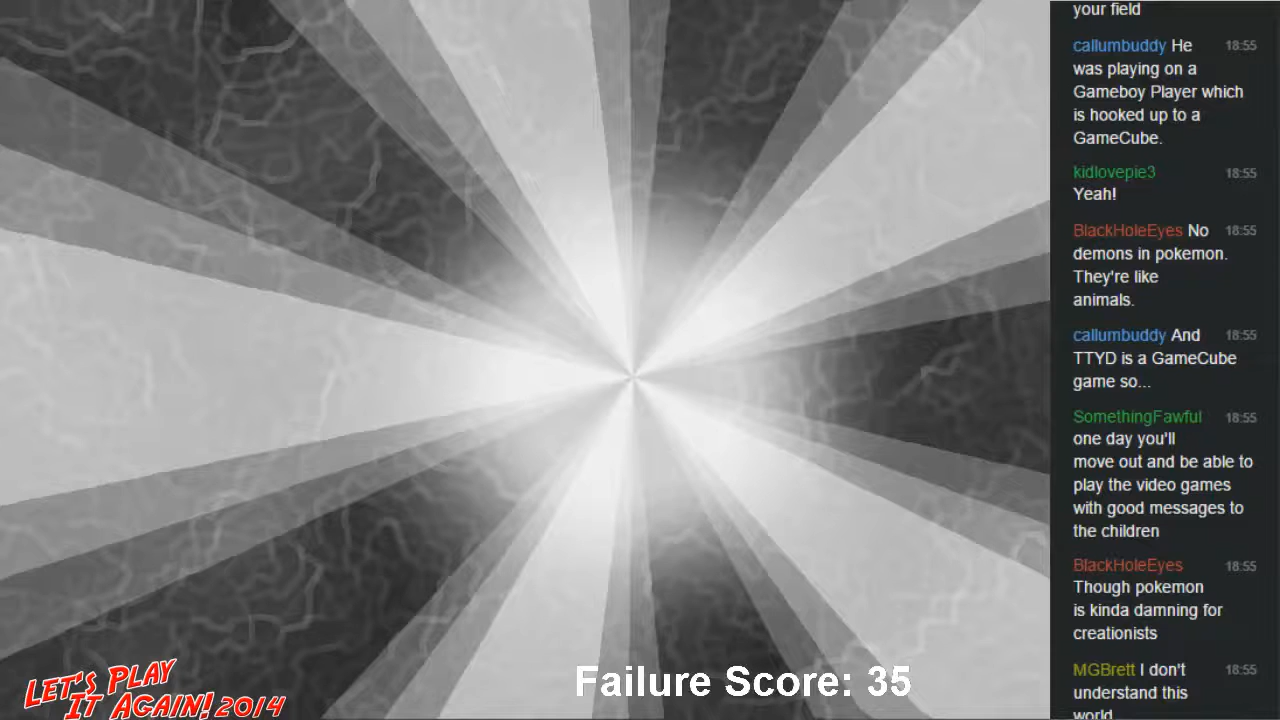 your field
callumbuddy He 18:55
was playing on a
Gameboy Player which
is hooked up to a
GameCube.
kidlovepie3 18:55
Yeah!
BlackHoleEyes No 18:55
demons in pokemon.
They're like
animals.
callumbuddy And 18:55
TTYD is a GameCube
game so...
SomethingFawful 18:55
one day you'll
move out and be able to
play the video games
with good messages to
the children
BlackHoleEyes 18:55
Though pokemon
is kinda damning for
creationists
MGBrett I don't 18:55
understand this
world
LET'S PLAY
IT AGAIN! 2014
Failure Score: 35